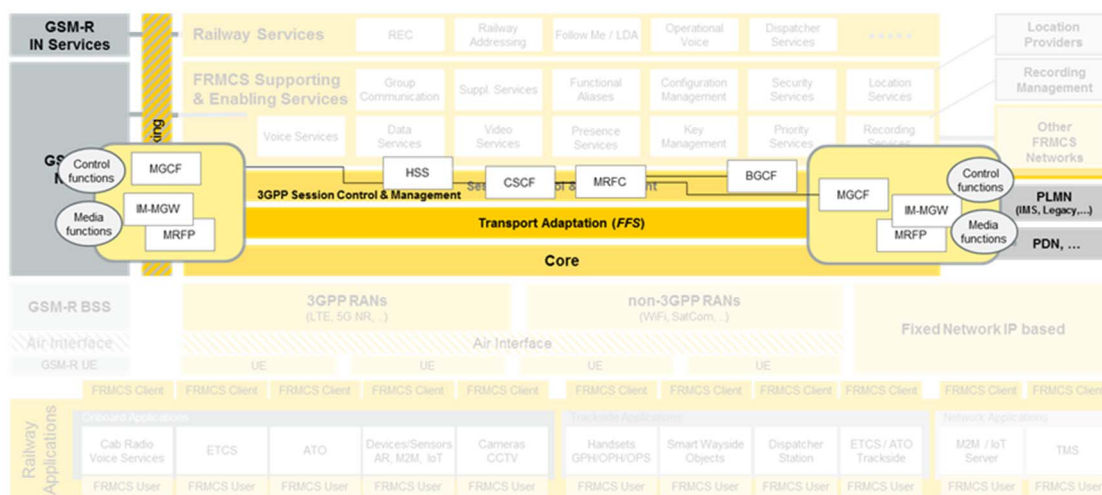 GSM-R
IN Services
Railway Services
REC
Railway
Addressing
Follow Me / LDA
Operational
Voice
Dispatcher
Services
Location
Providers
FRMCS Supporting
& Enabling Services
Group
Communication
Suppl. Services
Functional
Aliases
Configuration
Management
Security
Services
Location
Services
Recording
Management
Voice Services
Data
Services
Video
Services
Presence
Services
Key
Management
Priority
Services
Recording
Other
FRMCS
Networks
Control
functions
MGCF
IM-MGW
Media
functions
MRFP
HSS
CSCF
MRFC
BGCF
3GPP Session Control & Management
Transport Adaptation (FFS)
Core
MGCF
Control
functions
IM-MGW
Media
functions
MRFP
PLMN
(IMS, Legacy,...)
PDN, ...
GSM-R BSS
3GPP RANs
(LTE, 5G NR, ..)
non-3GPP RANs
(WiFi, SatCom, ..)
Fixed Network IP based
Air Interface
Air Interface
GSM-R UE
UE
UE
UE
UE
FRMCS Client
FRMCS Client
FRMCS Client
FRMCS Client
FRMCS Client
FRMCS Client
FRMCS Client
FRMCS Client
FRMCS Client
FRMCS Client
FRMCS Client
Railway
Applications
Onboard Applications
Trackside Applications
Network Applications
Cab Radio
Voice Services
ETCS
ATO
Devices/Sensors
AR, M2M, IoT
Cameras
CCTV
Handsets
GPH/OPH/OPS
Smart Wayside
Objects
Dispatcher
Station
ETCS / ATO
Trackside
M2M / IoT
Server
TMS
FRMCS User
FRMCS User
FRMCS User
FRMCS User
FRMCS User
FRMCS User
FRMCS User
FRMCS User
FRMCS User
FRMCS User
FRMCS User